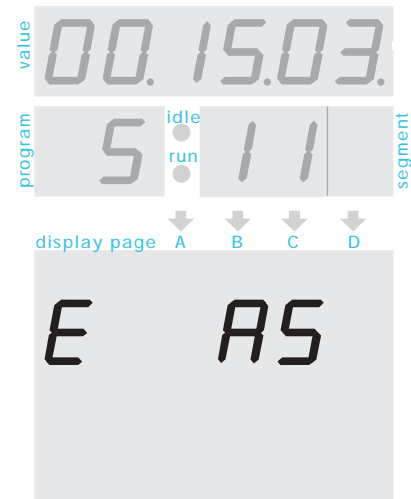 value 00.15.03.
program 5 idle run 11 segment
display page A B C D
E AS